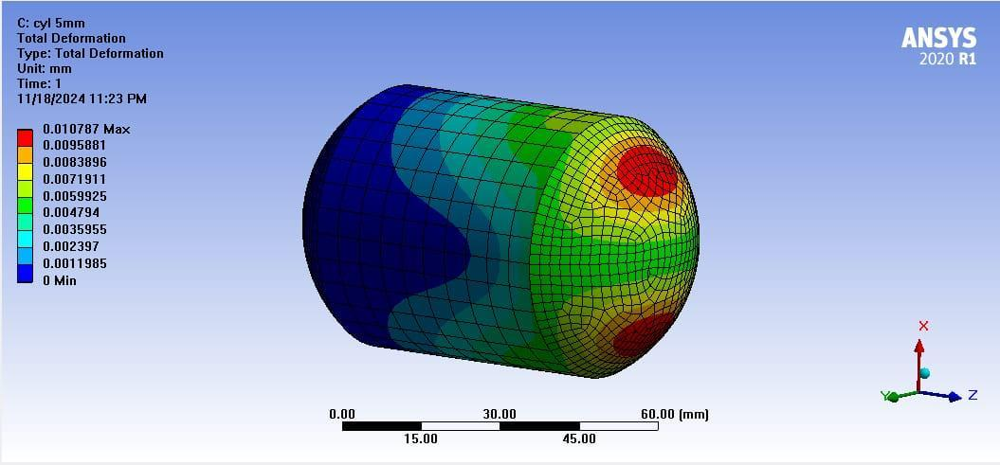 C: cyl 5mm
Total Deformation
Type: Total Deformation
Unit: mm
Time: 1
11/18/2024 11:23 PM
0.010787 Max
0.0095881
0.0083896
0.0071911
0.0059925
0.004794
0.0035955
0.002397
0.0011985
0 Min
ANSYS
2020 R1
0.00 30.00 60.00 (mm)
15.00 45.00
X
Y Z